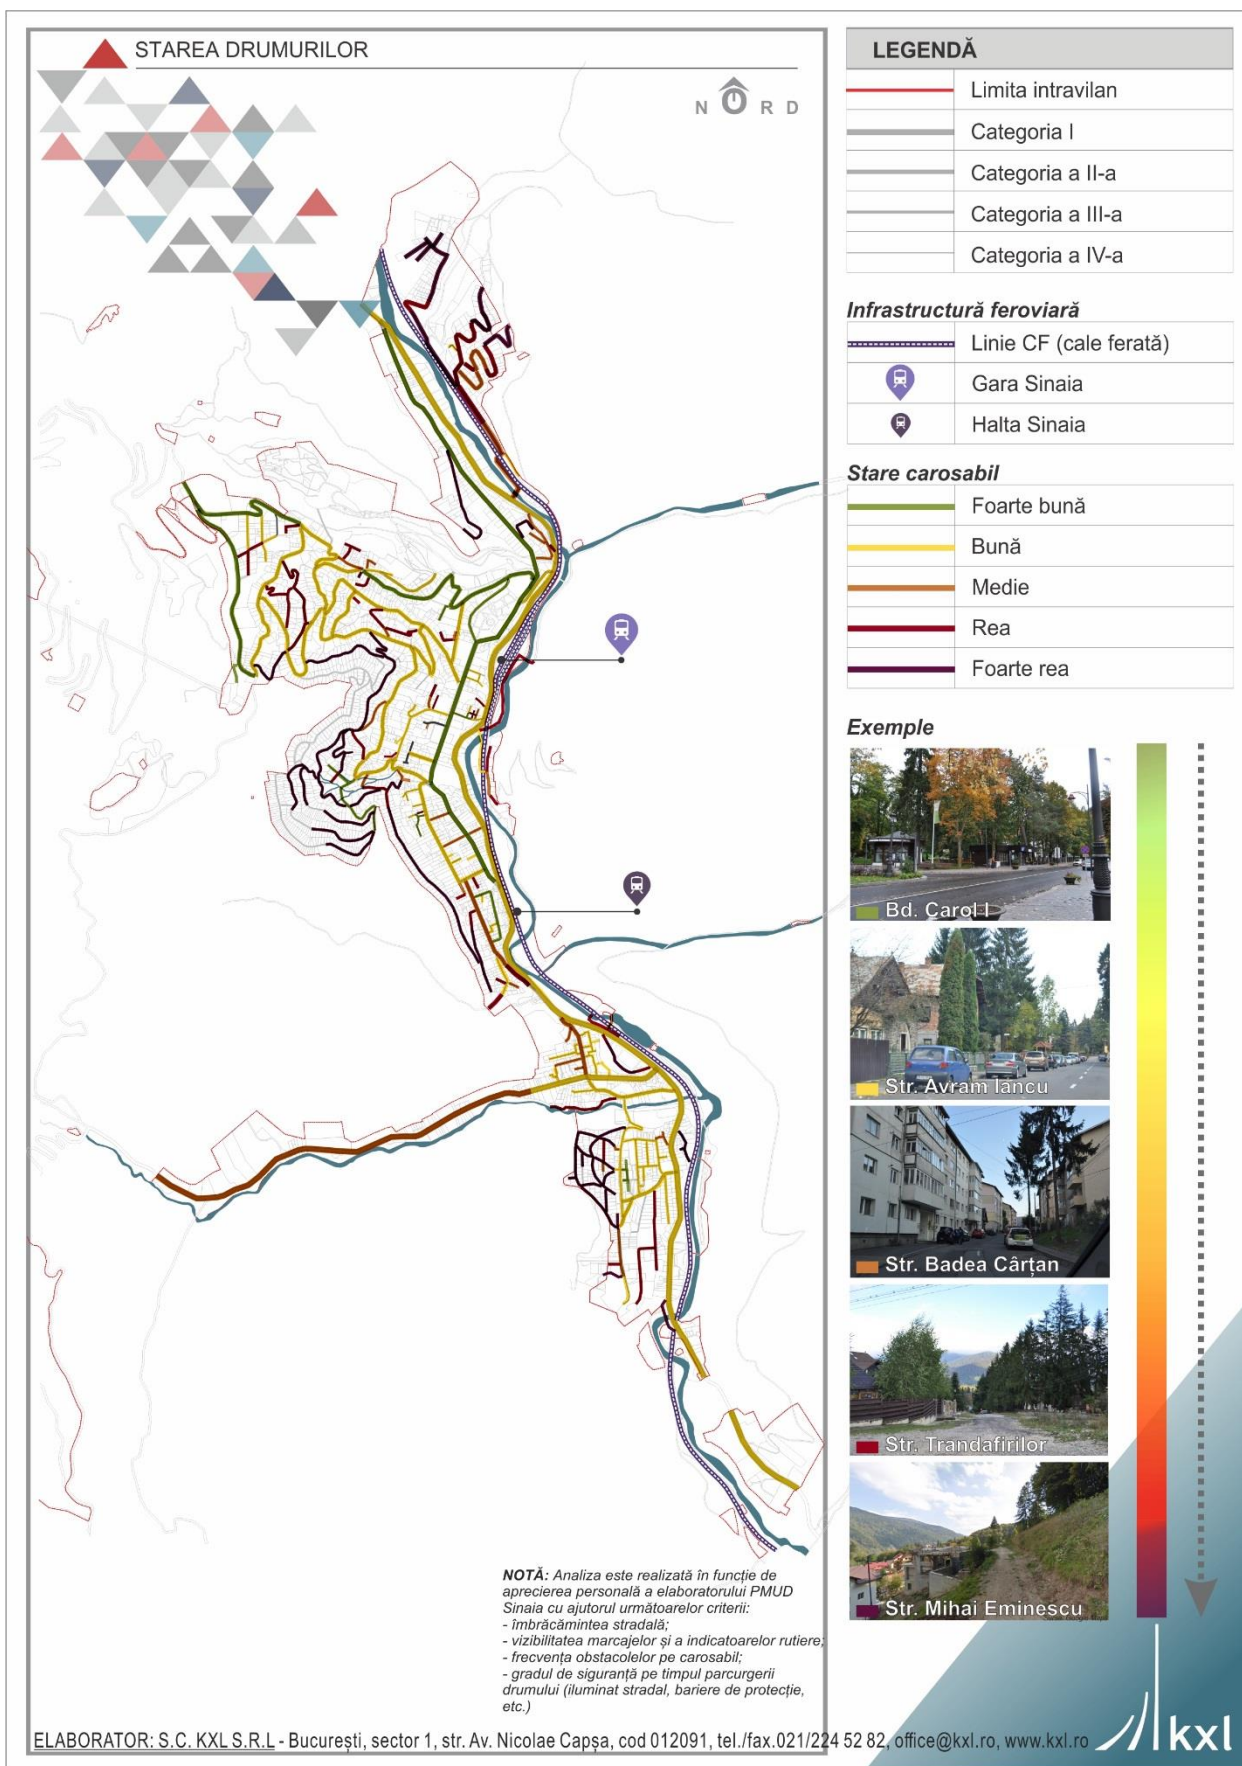 STAREA DRUMURILOR
N O R D
LEGENDĂ
Limita intravilan
Categoria I
Categoria a II-a
Categoria a III-a
Categoria a IV-a
Infrastructură feroviară
Linie CF (cale ferată)
Gara Sinaia
Halta Sinaia
Stare carosabil
Foarte bună
Bună
Medie
Rea
Foarte rea
Exemple
Bd. Carol I
Str. Avram Iancu
Str. Badea Cârțan
Str. Trandafirilor
Str. Mihai Eminescu
NOTĂ: Analiza este realizată în funcție de
aprecierea personală a elaboratorului PMUD
Sinaia cu ajutorul următoarelor criterii:
- îmbrăcămintea stradală;
- vizibilitatea marcajelor și a indicatoarelor rutiere;
- frecvența obstacolelor pe carosabil;
- gradul de siguranță pe timpul parcurgerii
drumului (iluminat stradal, bariere de protecție,
etc.)
ELABORATOR: S.C. KXL S.R.L - București, sector 1, str. Av. Nicolae Capșa, cod 012091, tel./fax.021/224 52 82, office@kxl.ro, www.kxl.ro
kxl